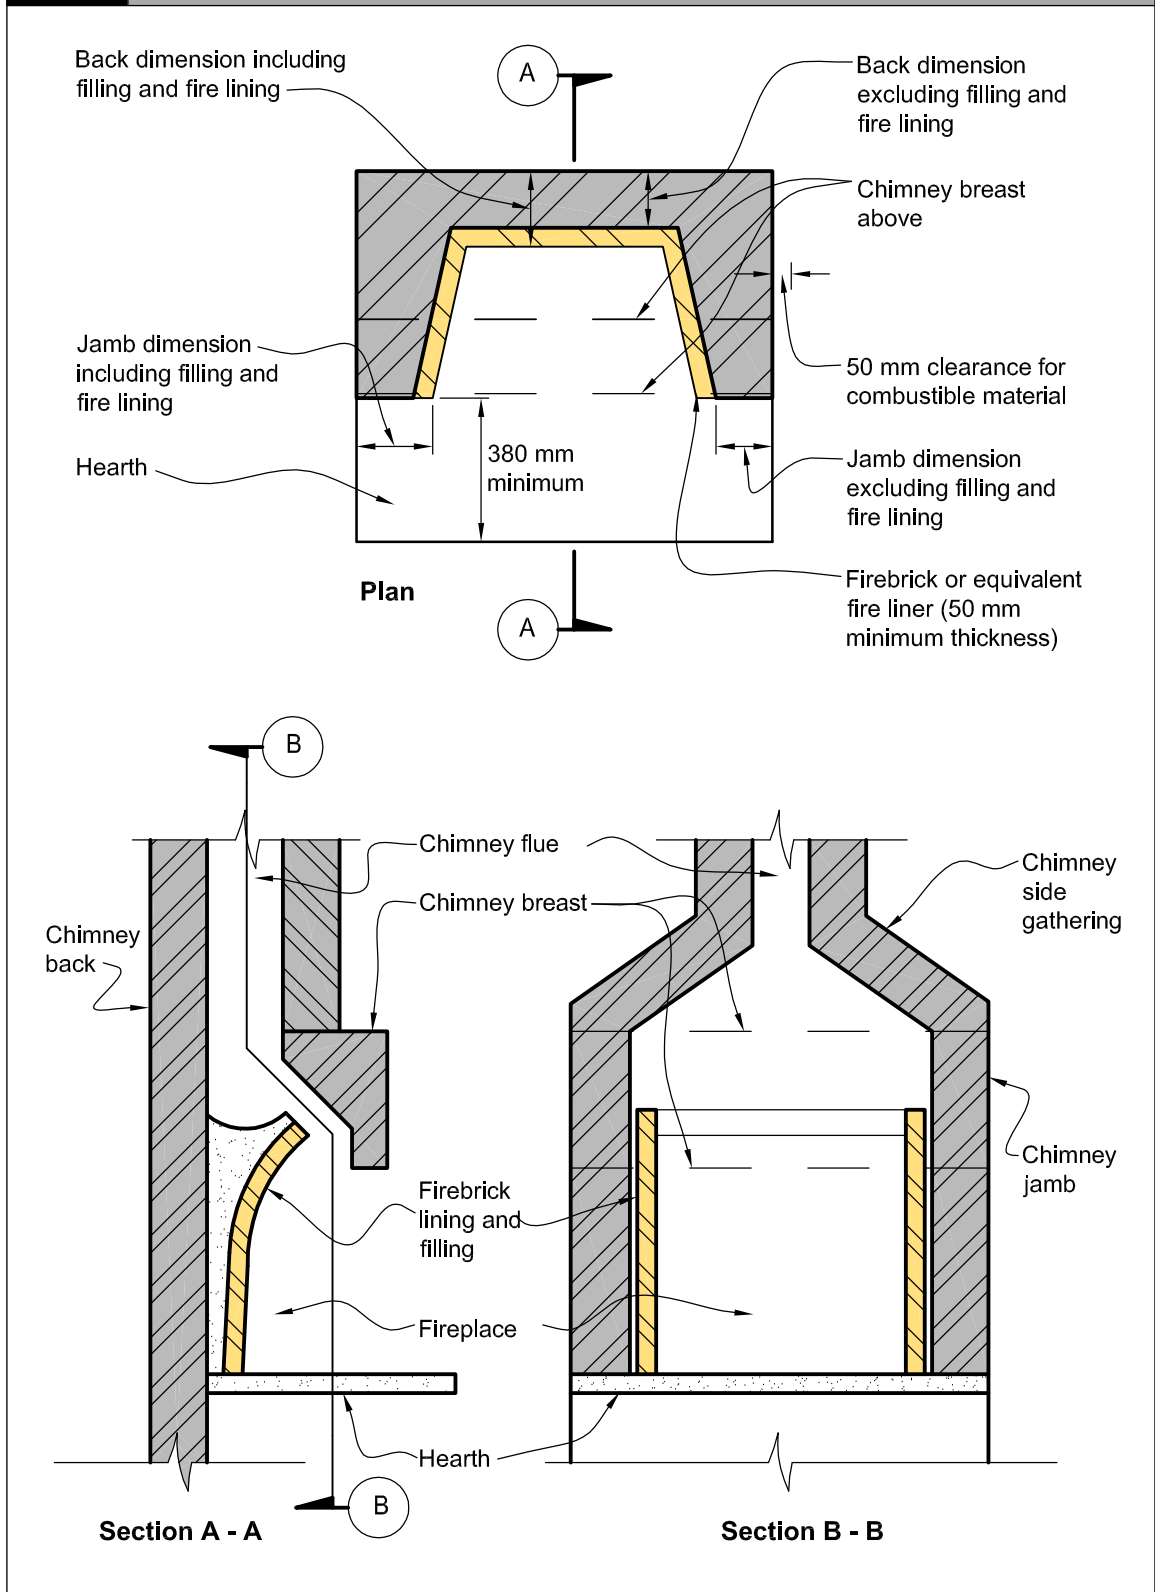 Back dimension including
filling and fire lining
A
Back dimension
excluding filling and
fire lining
Chimney breast
above
Jamb dimension
including filling and
fire lining
50 mm clearance for
combustible material
Hearth
380 mm
minimum
Jamb dimension
excluding filling and
fire lining
Plan
Firebrick or equivalent
fire liner (50 mm
minimum thickness)
A
B
Chimney flue
Chimney breast
Chimney
side
gathering
Chimney
back
Chimney
jamb
Firebrick
lining and
filling
Fireplace
Hearth
B
Section A - A
Section B - B